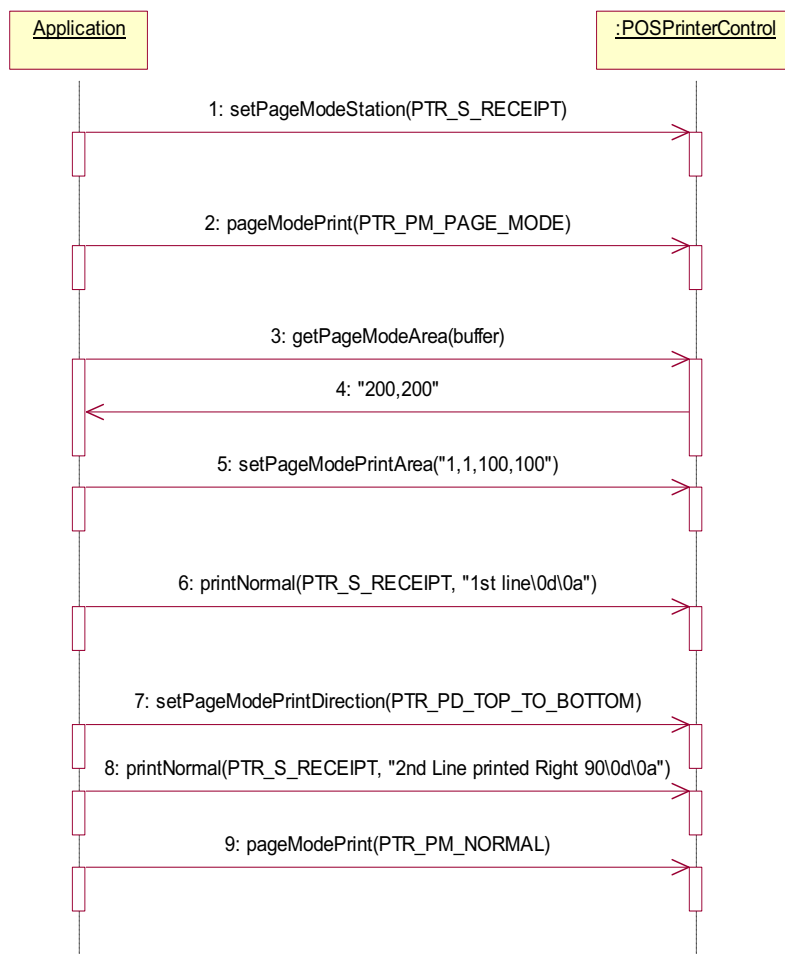 Application
:POSPrinterControl
1: setPageModeStation(PTR_S_RECEIPT)
2: pageModePrint(PTR_PM_PAGE_MODE)
3: getPageModeArea(buffer)
4: "200,200"
5: setPageModePrintArea("1,1,100,100")
6: printNormal(PTR_S_RECEIPT, "1st line\0d\0a")
7: setPageModePrintDirection(PTR_PD_TOP_TO_BOTTOM)
8: printNormal(PTR_S_RECEIPT, "2nd Line printed Right 90\0d\0a")
9: pageModePrint(PTR_PM_NORMAL)